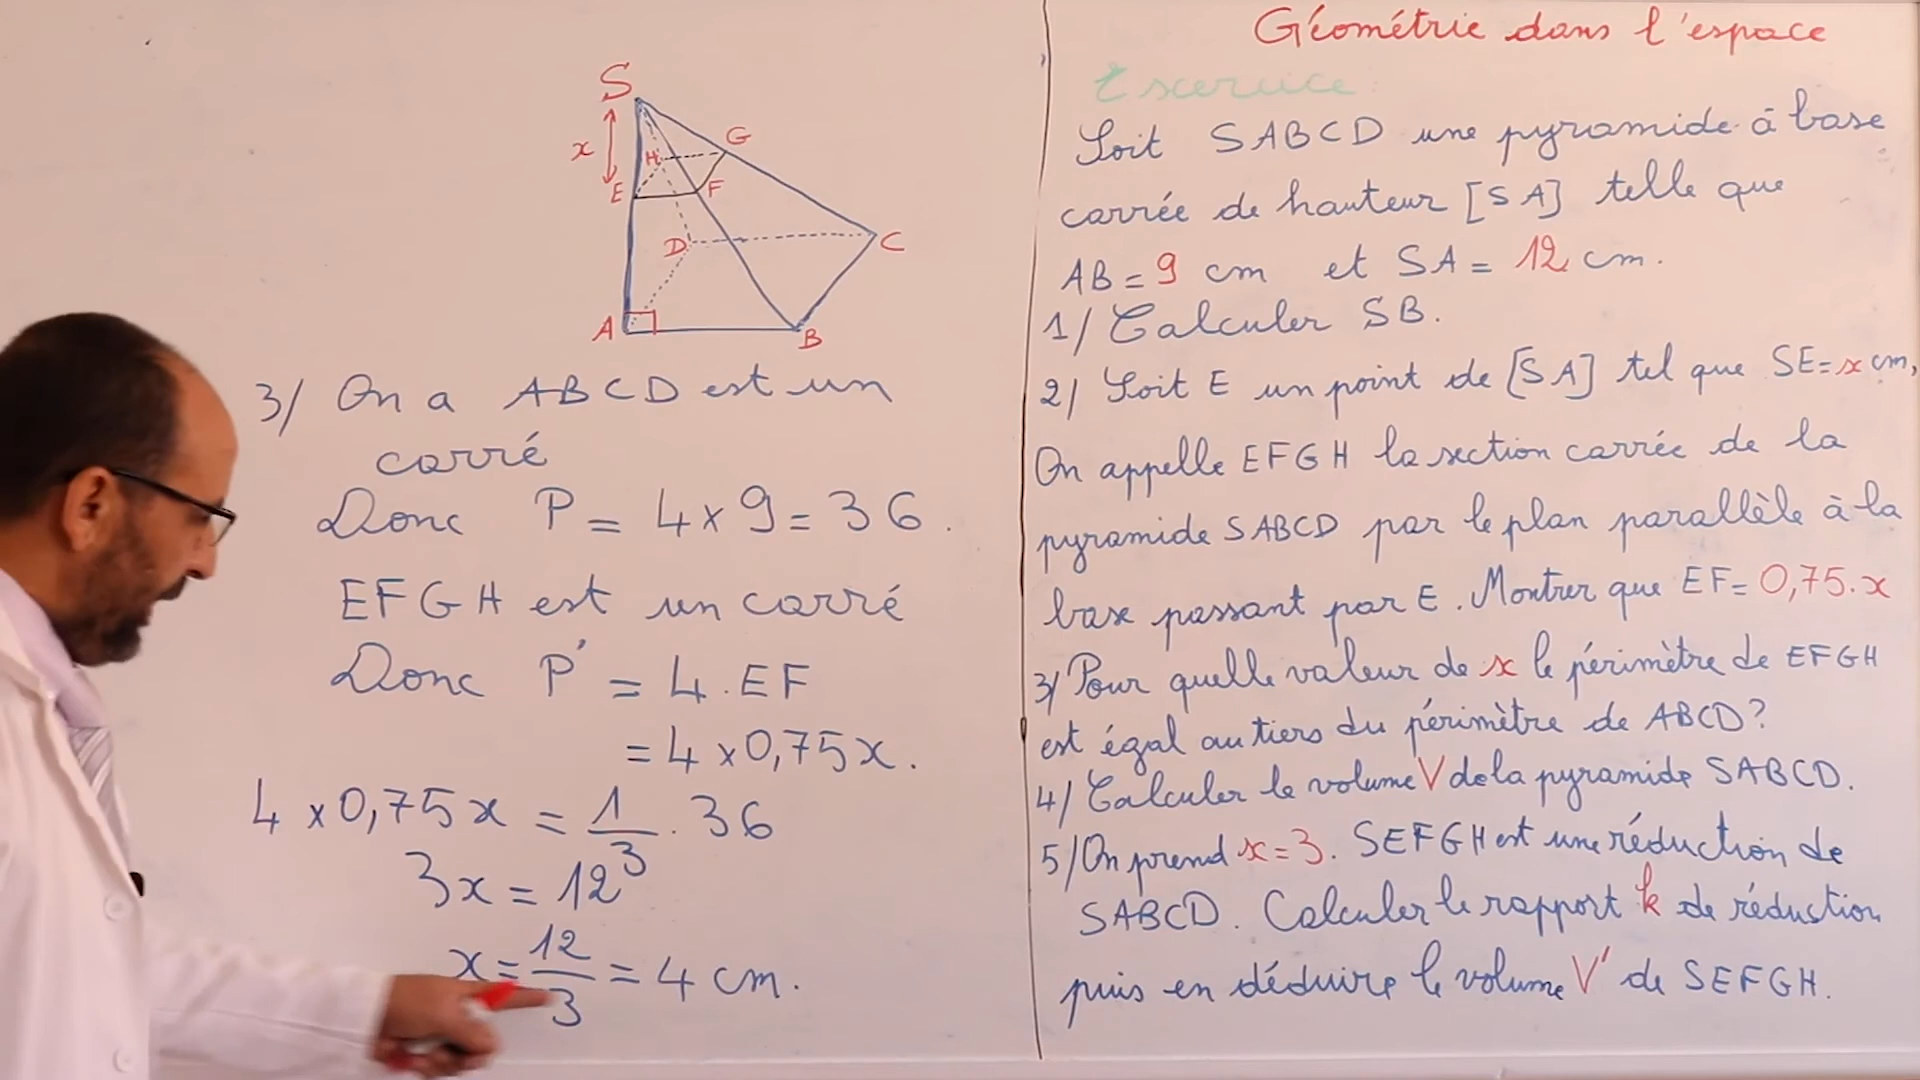 Géométrie dans l'espace
Exercice :
Soit SABCD une pyramide à base
carrée de hauteur [SA] telle que
AB = 9 cm et SA = 12 cm.
1/ Calculer SB.
2/ Soit E un point de [SA] tel que SE = x cm,
On appelle EFGH la section carrée de la
pyramide SABCD par le plan parallèle à la
base passant par E. Montrer que EF = 0,75.x
3/ Pour quelle valeur de x le périmètre de EFGH
est égal au tiers du périmètre de ABCD?
4/ Calculer le volume V de la pyramide SABCD.
5/ On prend x = 3. SEFGH est une réduction de
SABCD. Calculer le rapport k de réduction
puis en déduire le volume V' de SEFGH.
S
x
H
G
E
F
D
C
A
B
3/ On a ABCD est un
carré
Donc P = 4 x 9 = 36.
EFGH est un carré
Donc P' = 4.EF
= 4 x 0,75x.
4 x 0,75x = 1/3 . 36
3x = 12
x = 12/3 = 4 cm.